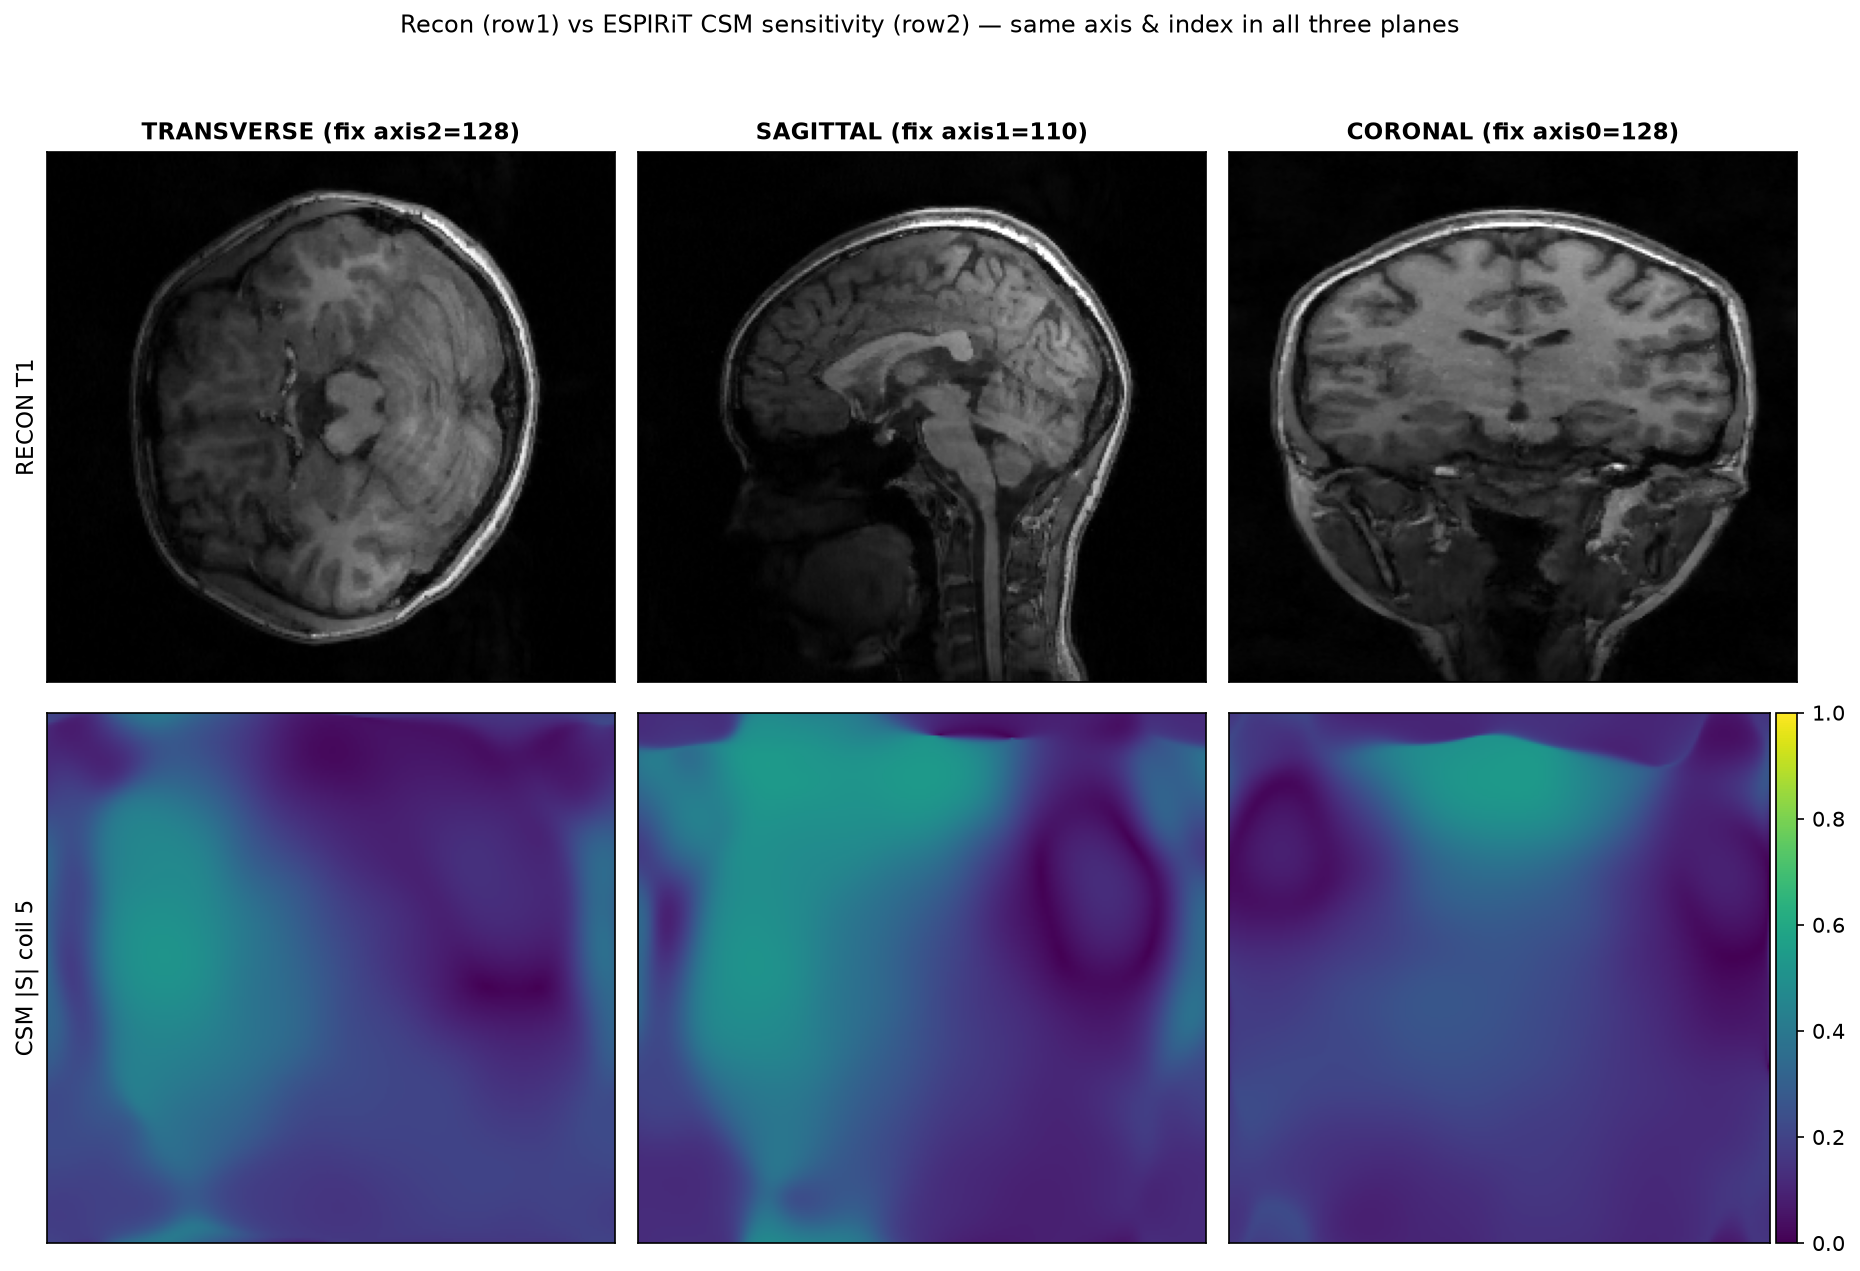 Recon (row1) vs ESPIRiT CSM sensitivity (row2) — same axis & index in all three planes
TRANSVERSE (fix axis2=128)
SAGITTAL (fix axis1=110)
CORONAL (fix axis0=128)
RECON T1
CSM |S| coil 5
1.0
0.8
0.6
0.4
0.2
0.0